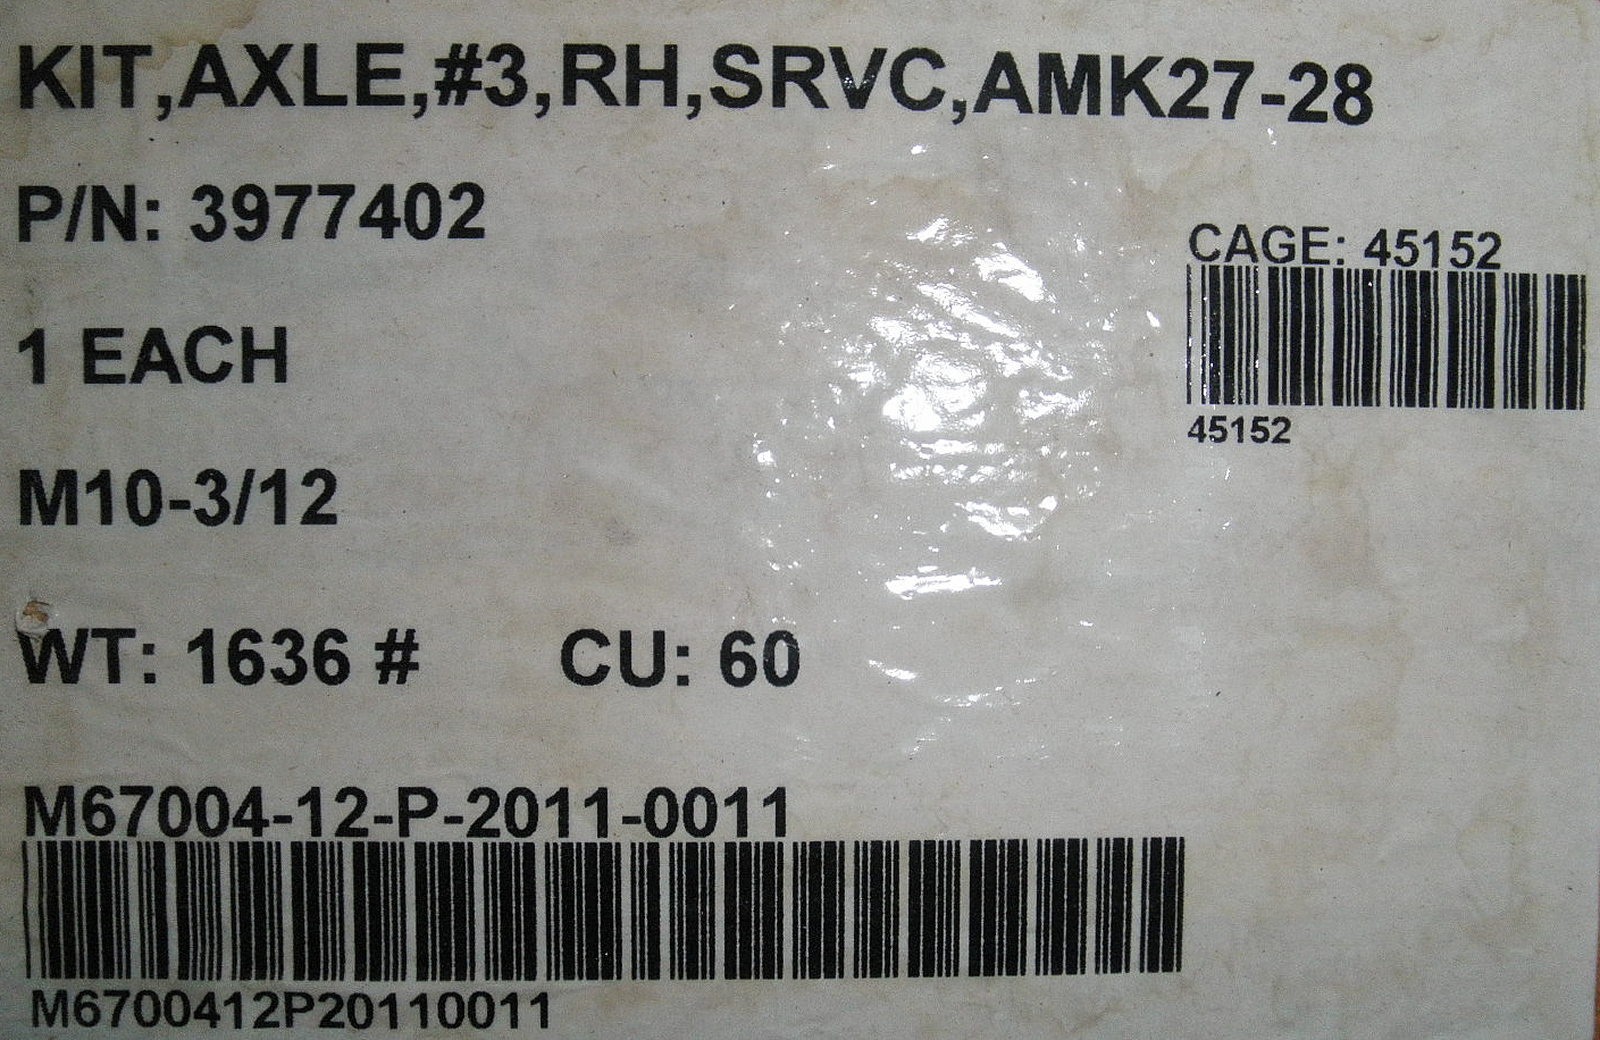 KIT,AXLE,#3,RH,SRVC,AMK27-28
P/N: 3977402
CAGE: 45152
45152
1 EACH
M10-3/12
WT: 1636 # CU: 60
M67004-12-P-2011-0011
M6700412P20110011